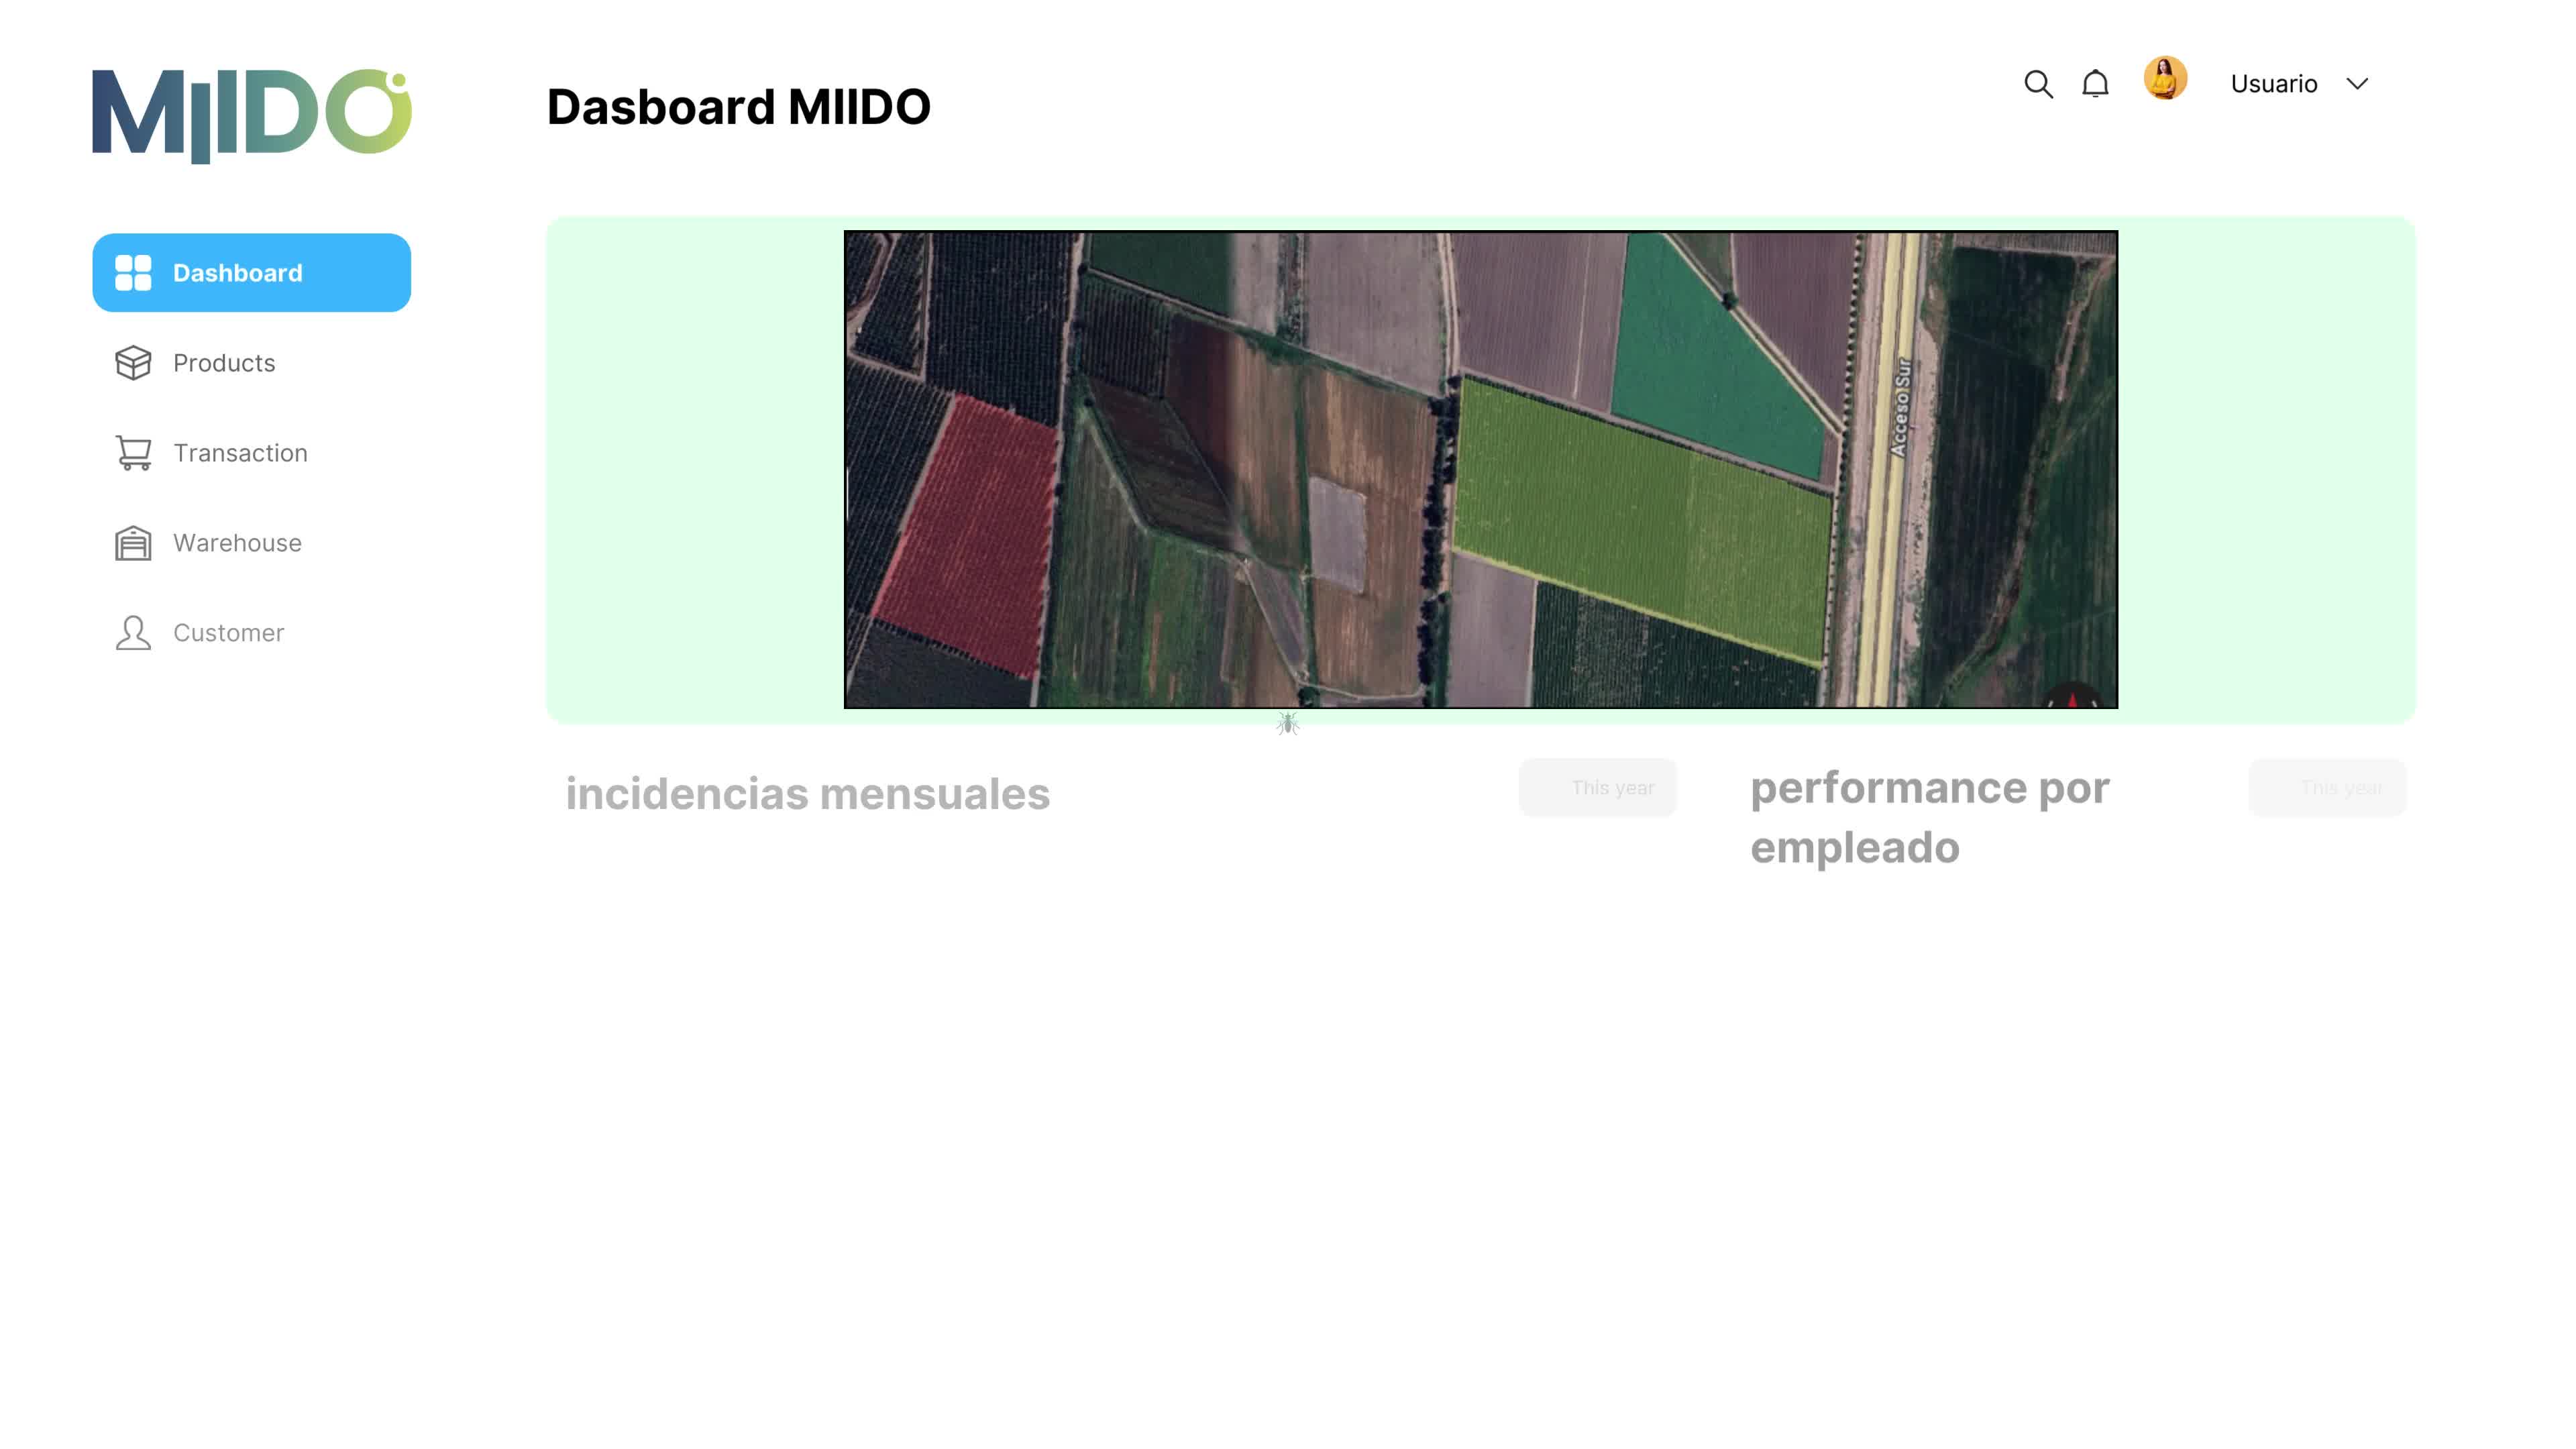 MIIDO
Dasboard MIIDO
Usuario
Dashboard
Products
Transaction
Warehouse
Customer
Acceso Sur
incidencias mensuales
This year
performance por
empleado
This year